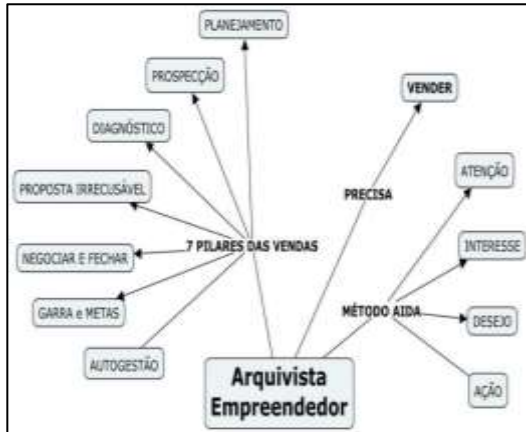 PLANEJAMENTO
PROSPECÇÃO
VENDER
DIAGNÓSTICO
ATENÇÃO
PROPOSTA IRRECUSÁVEL
PRECISA
7 PILARES DAS VENDAS
INTERESSE
NEGOCIAR E FECHAR
GARRA e METAS
MÉTODO AIDA
DESEJO
AUTOGESTÃO
Arquivista
Empreendedor
AÇÃO